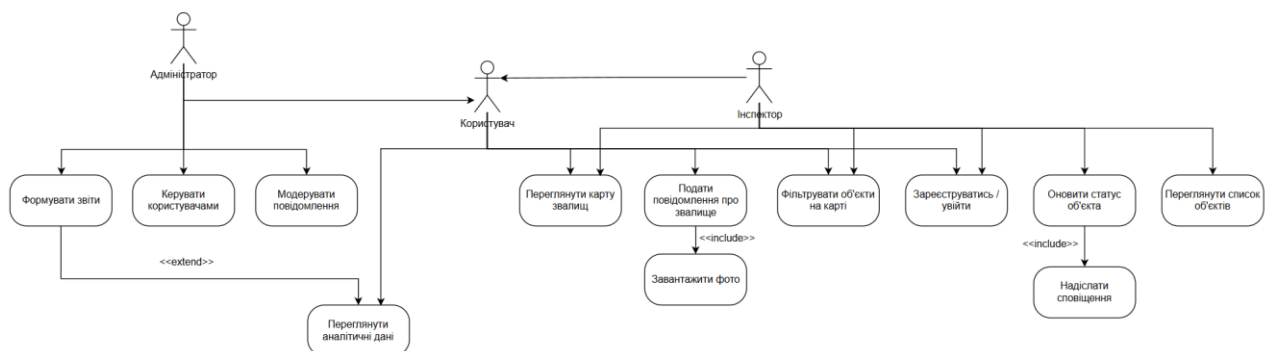 Адміністратор
Користувач
Інспектор
Формувати звіти
Керувати
користувачами
Модерувати
повідомлення
Переглянути карту
звалищ
Подати
повідомлення про
звалище
Фільтрувати об'єкти
на карті
Зареєструватись /
увійти
Оновити статус
об'єкта
Переглянути список
об'єктів
<<include>>
<<include>>
<<extend>>
Завантажити фото
Надіслати
сповіщення
Переглянути
аналітичні дані